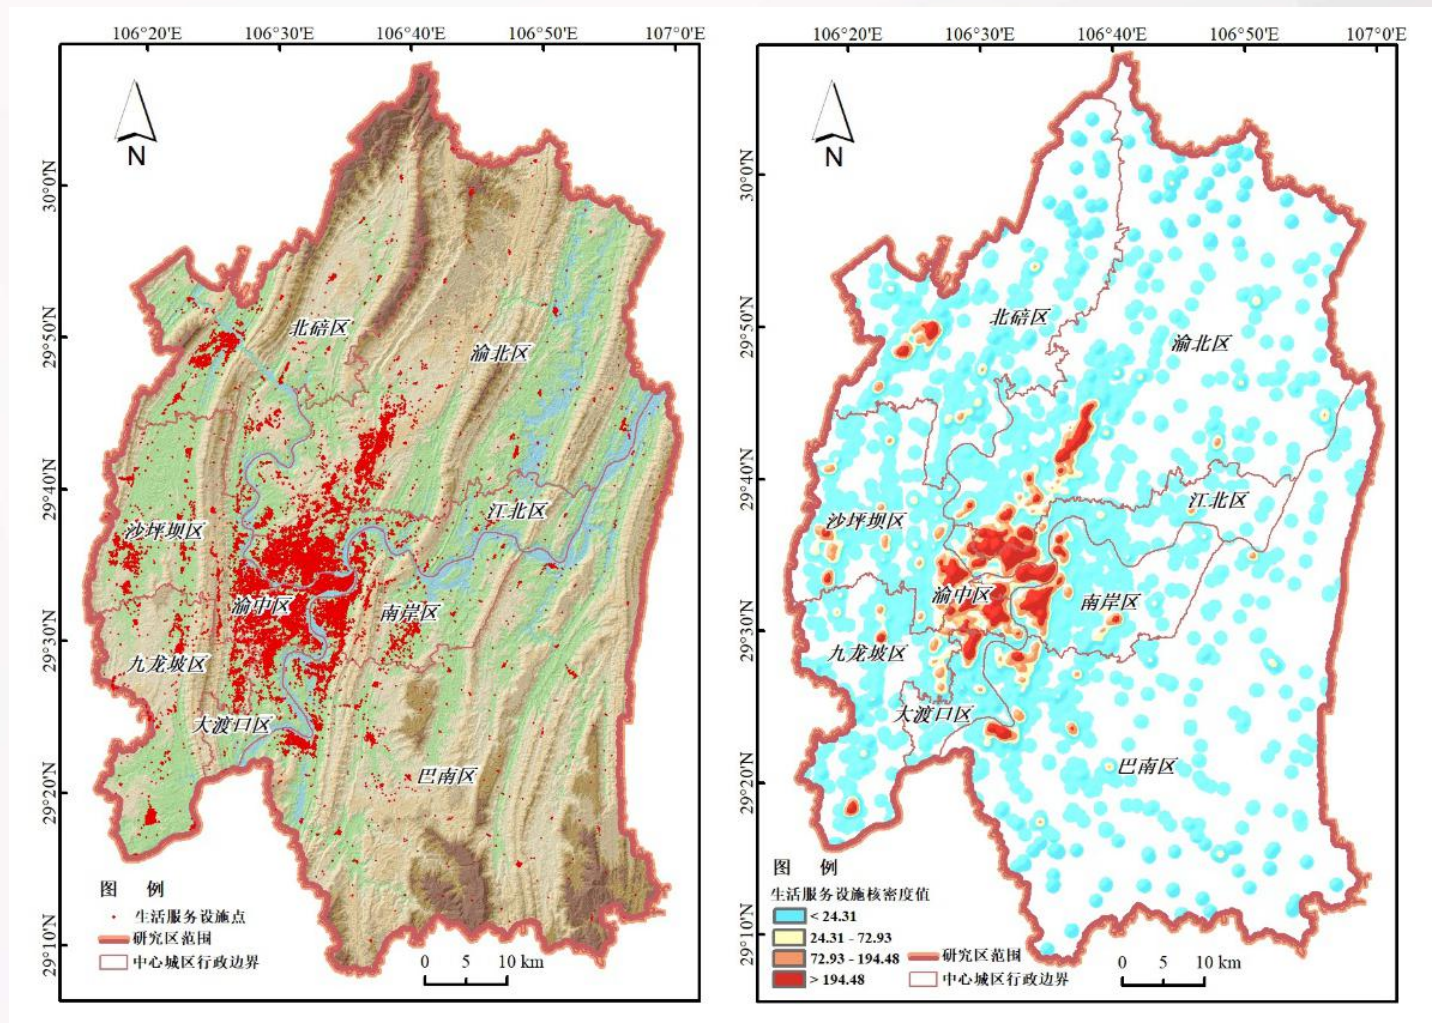 106°20'E 106°30'E 106°40'E 106°50'E 107°0'E
30°0'N
29°50'N
29°40'N
29°30'N
29°20'N
29°10'N
N
北碚区
渝北区
江北区
沙坪坝区
渝中区
南岸区
九龙坡区
大渡口区
巴南区
图 例
生活服务设施点
研究区范围
中心城区行政边界
0 5 10 km
106°20'E 106°30'E 106°40'E 106°50'E 107°0'E
30°0'N
29°50'N
29°40'N
29°30'N
29°20'N
29°10'N
N
北碚区
渝北区
江北区
沙坪坝区
渝中区
南岸区
九龙坡区
大渡口区
巴南区
图 例
生活服务设施核密度值
< 24.31
24.31 - 72.93
72.93 - 194.48
> 194.48
研究区范围
中心城区行政边界
0 5 10 km